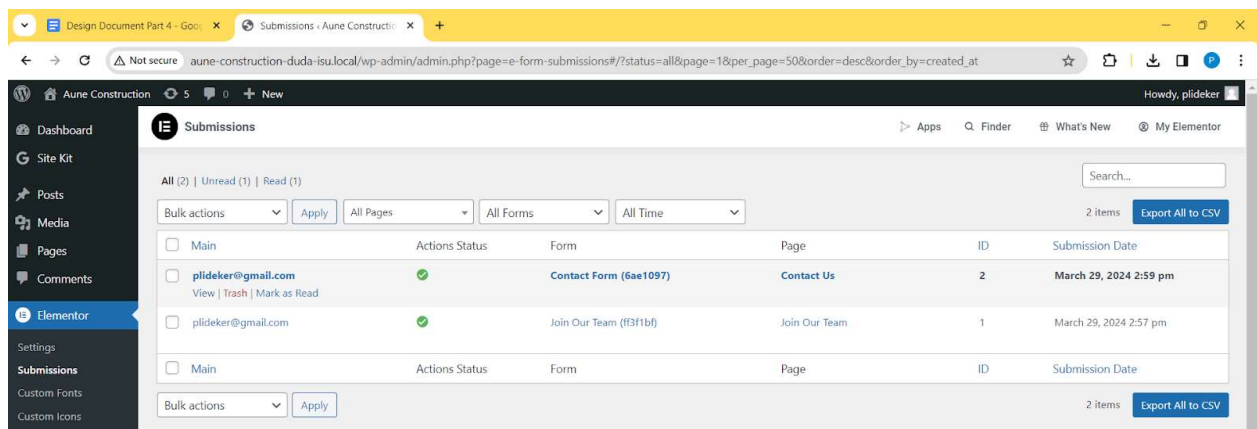 Design Document Part 4 - Goog
Submissions ‹ Aune Constructio
Not secure aune-construction-duda-isu.local/wp-admin/admin.php?page=e-form-submissions#/?status=all&page=1&per_page=50&order=desc&order_by=created_at
P
Aune Construction 5 0 New Howdy, plideker
Dashboard
Site Kit
Posts
Media
Pages
Comments
Elementor
Settings
Submissions
Custom Fonts
Custom Icons
Submissions Apps Finder What's New My Elementor
All (2) | Unread (1) | Read (1) Search...
Bulk actions Apply All Pages All Forms All Time 2 items Export All to CSV
Main Actions Status Form Page ID Submission Date
plideker@gmail.com Contact Form (6ae1097) Contact Us 2 March 29, 2024 2:59 pm
View | Trash | Mark as Read
plideker@gmail.com Join Our Team (ff3f1bf) Join Our Team 1 March 29, 2024 2:57 pm
Main Actions Status Form Page ID Submission Date
Bulk actions Apply 2 items Export All to CSV